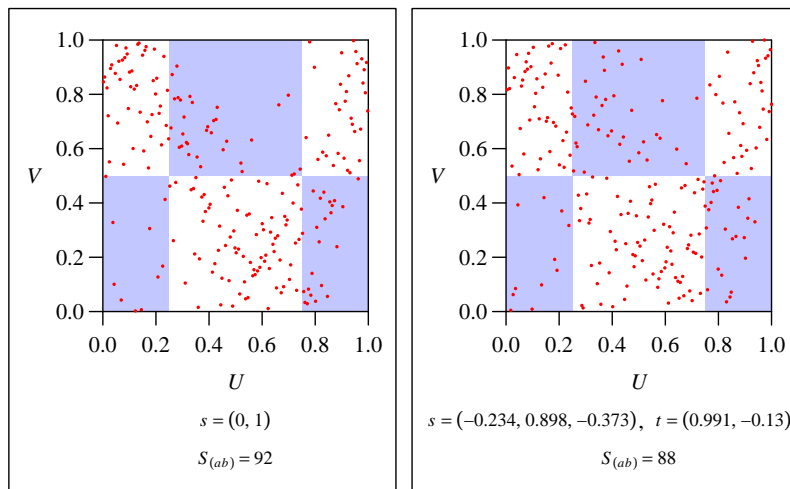 1.0
0.8
0.6
V
0.4
0.2
0.0
0.0 0.2 0.4 0.6 0.8 1.0
U
s = (0, 1)
S(ab) = 92
1.0
0.8
0.6
V
0.4
0.2
0.0
0.0 0.2 0.4 0.6 0.8 1.0
U
s = (−0.234, 0.898, −0.373), t = (0.991, −0.13)
S(ab) = 88